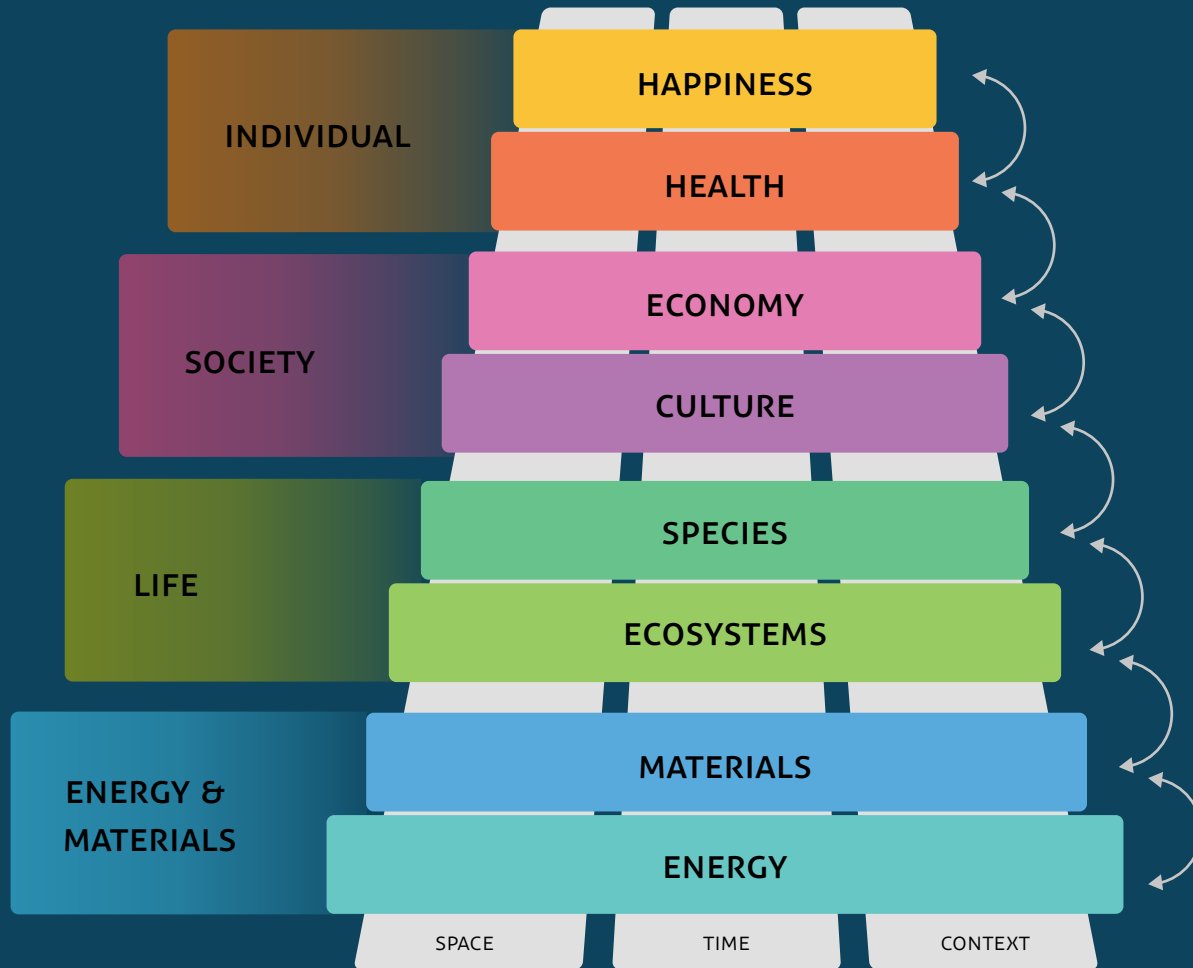 HAPPINESS
INDIVIDUAL
HEALTH
ECONOMY
SOCIETY
CULTURE
SPECIES
LIFE
ECOSYSTEMS
MATERIALS
ENERGY &
MATERIALS
ENERGY
SPACE
TIME
CONTEXT